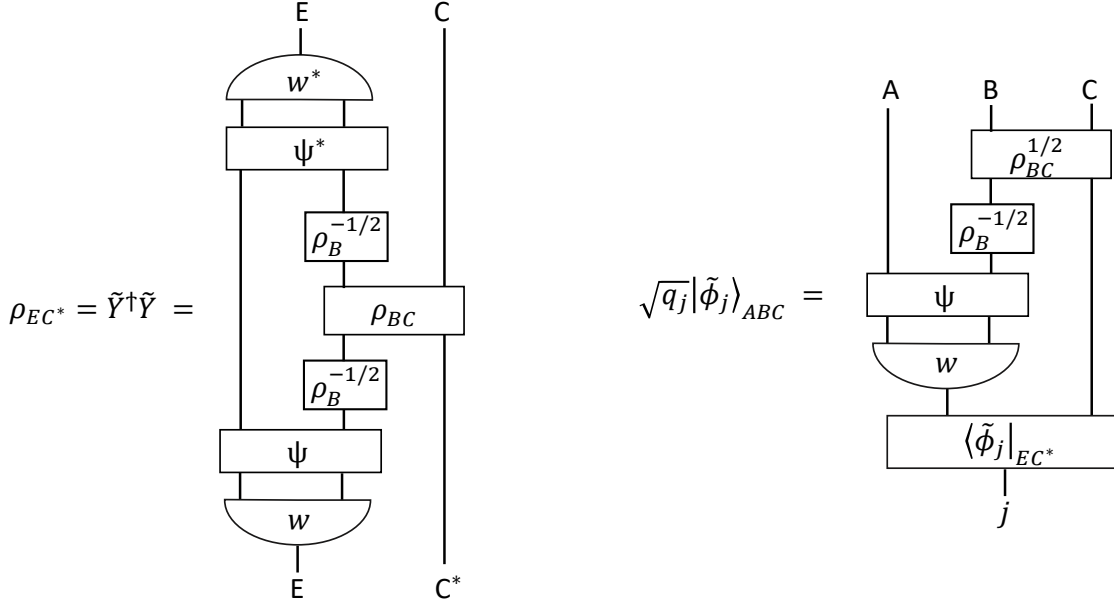 E C
w*
ψ*
ρ_B^{-1/2}
ρ_{EC*} = Ỹ†Ỹ =
ρ_{BC}
ρ_B^{-1/2}
ψ
w
E C*
A B C
ρ_{BC}^{1/2}
ρ_B^{-1/2}
√q_j |φ̃_j⟩_{ABC} =
ψ
w
⟨φ̃_j|_{EC*}
j